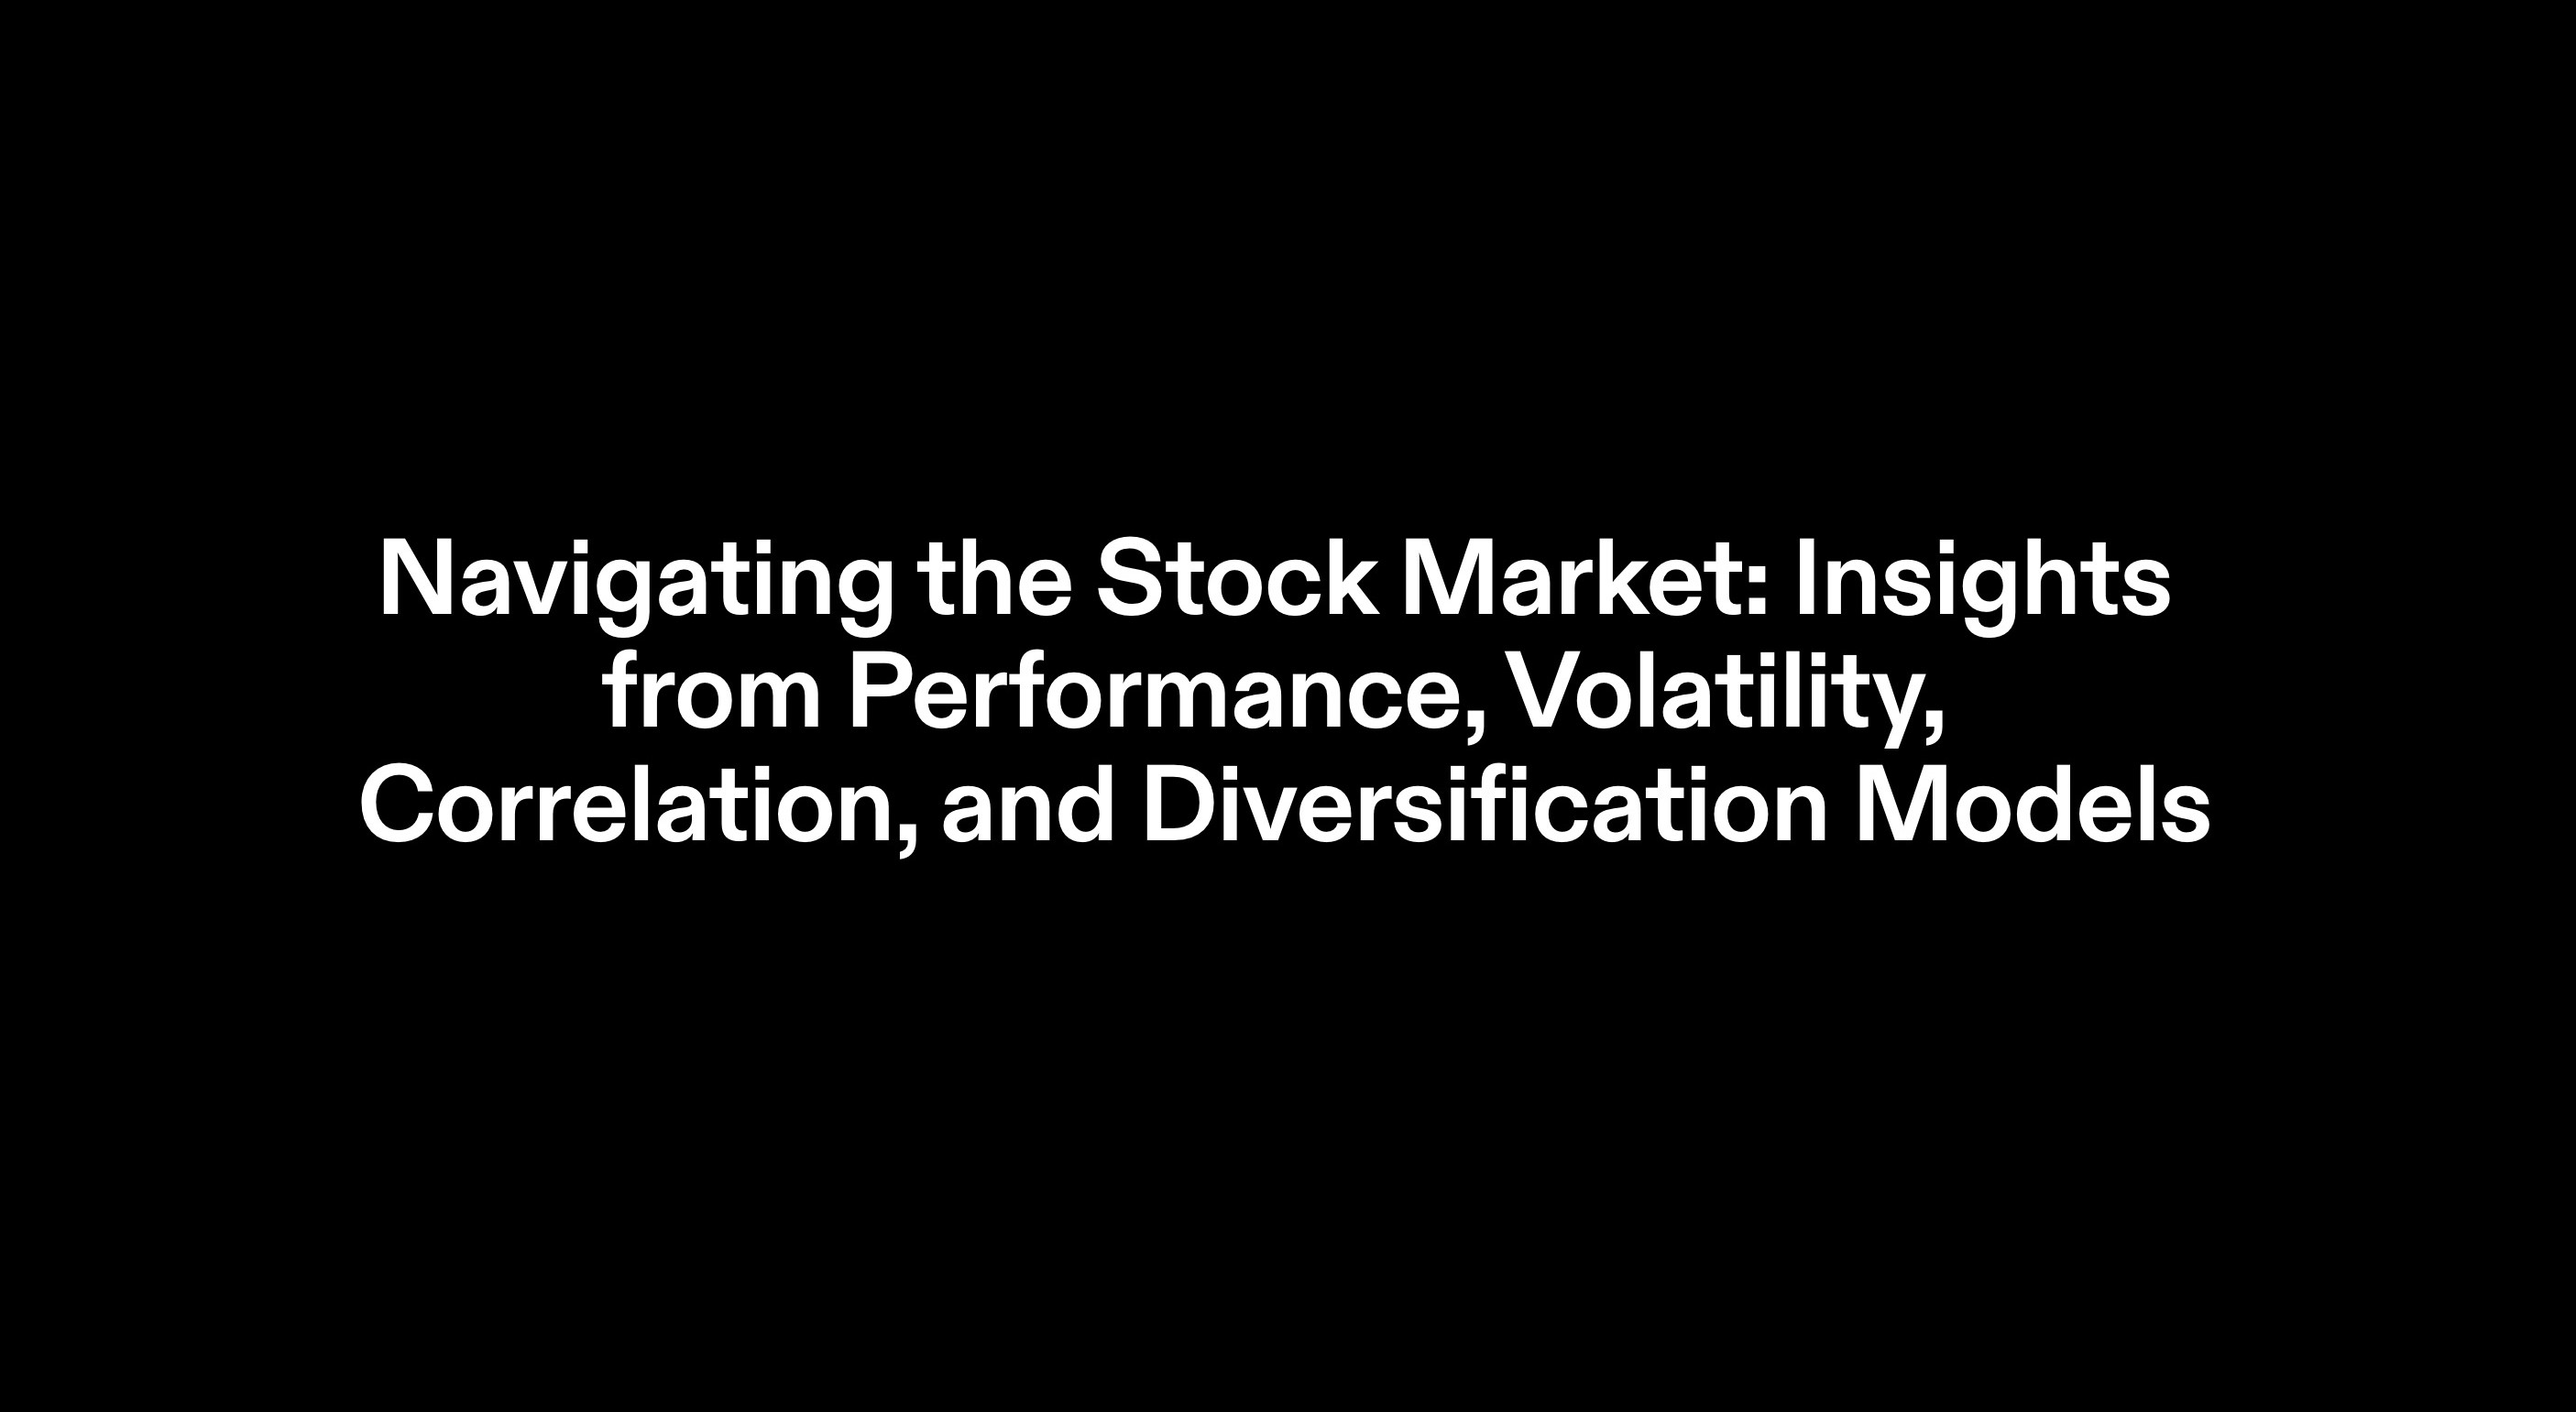 Navigating the Stock Market: Insights
from Performance, Volatility,
Correlation, and Diversification Models